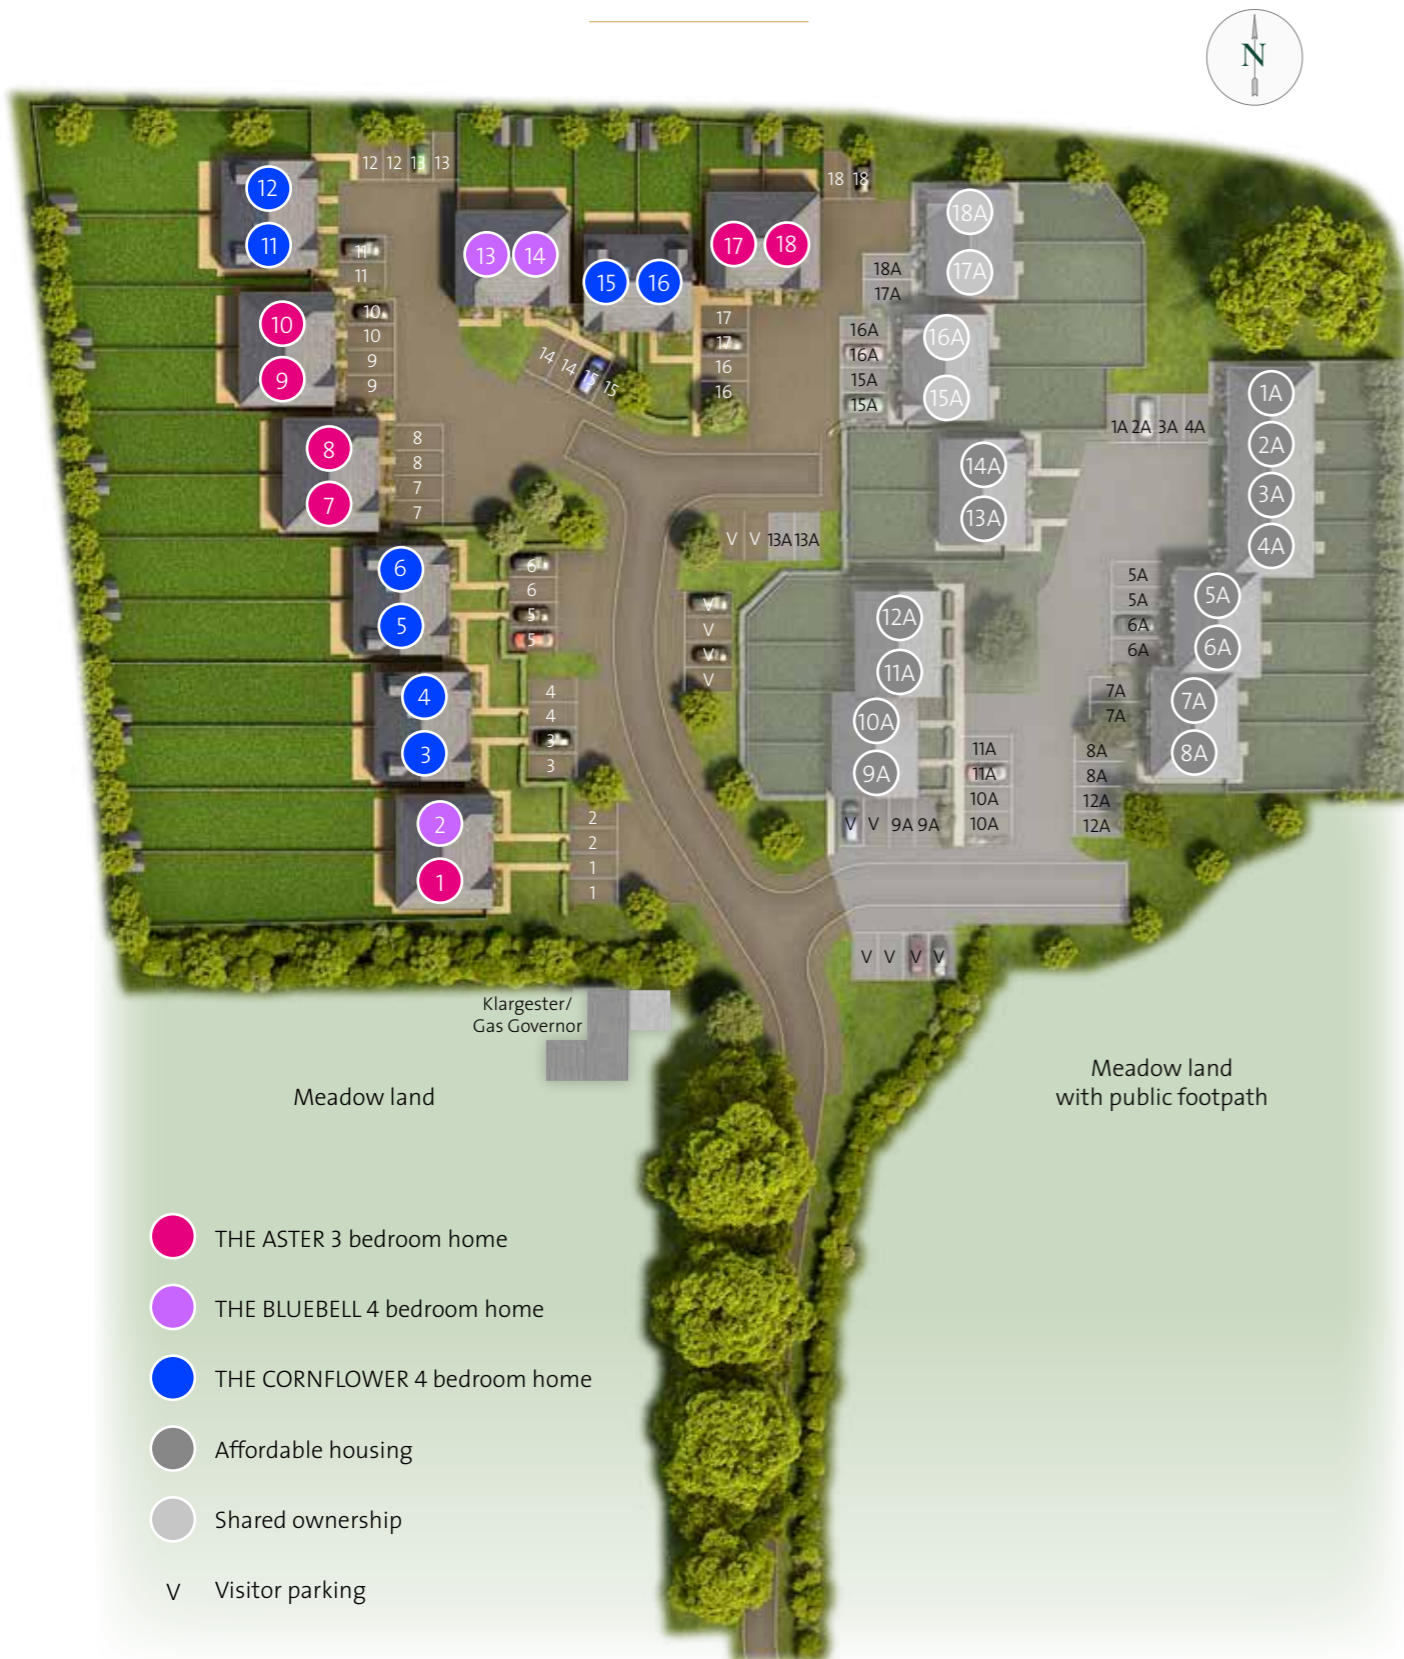 N
12 12 13 13
12
11
11
11
13 14
15 16
17 18
18 18
18A
17A
18A
17A
10
9
10
10
9
9
14 14 15 15
17
17
16
16
16A
16A
15A
15A
16A
15A
1A 2A 3A 4A
1A
2A
3A
4A
8
7
8
8
7
7
14A
13A
V V 13A 13A
6
5
6
6
5
5
V
V
V
V
12A
11A
10A
9A
5A
5A
6A
6A
5A
6A
7A
7A
7A
8A
4
3
4
4
3
3
11A
11A
10A
10A
8A
8A
12A
12A
2
1
2
2
1
1
V V 9A 9A
V V V V
Klargester/
Gas Governor
Meadow land
Meadow land
with public footpath
THE ASTER 3 bedroom home
THE BLUEBELL 4 bedroom home
THE CORNFLOWER 4 bedroom home
Affordable housing
Shared ownership
V Visitor parking